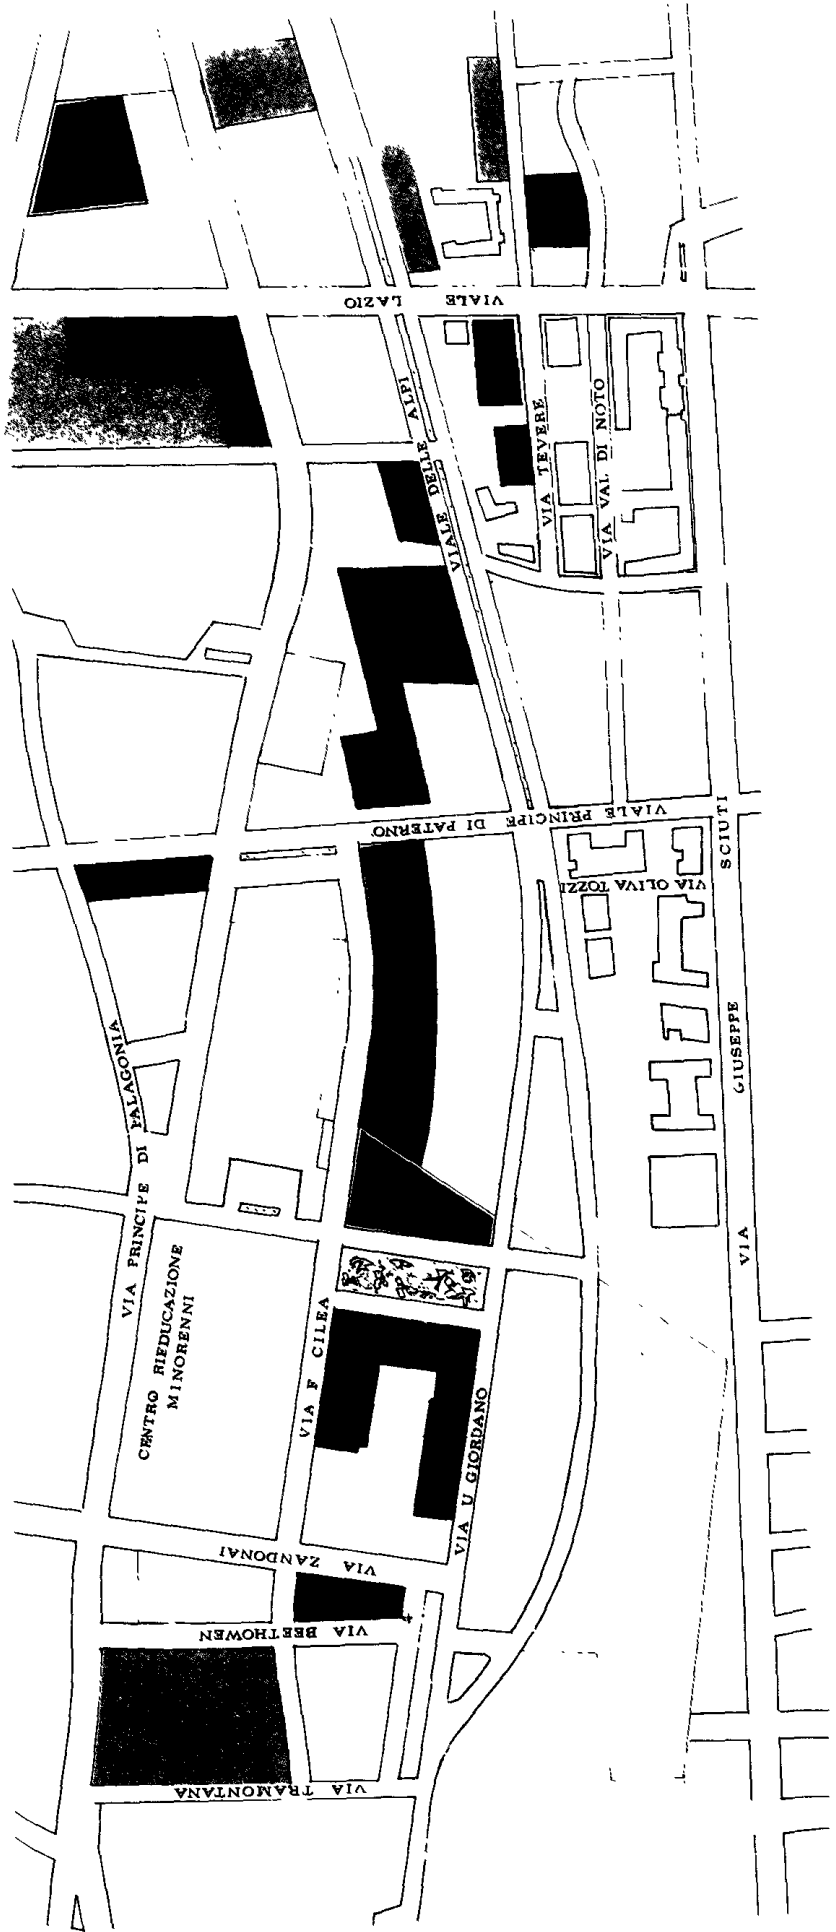 VIALE LAZIO
VIALE DELLE ALPI
VIA TEVERE
VIA VAL DI NOTO
VIALE PRINCIPE DI PATERNO'
VIA OLIVA TOZZI
VIA GIUSEPPE SCIUTI
VIA PRINCIPE DI PALAGONIA
CENTRO RIEDUCAZIONE
MINORENNI
VIA F CILEA
VIA U GIORDANO
VIA ZANDONAI
VIA BEETHOWEN
VIA TRAMONTANA